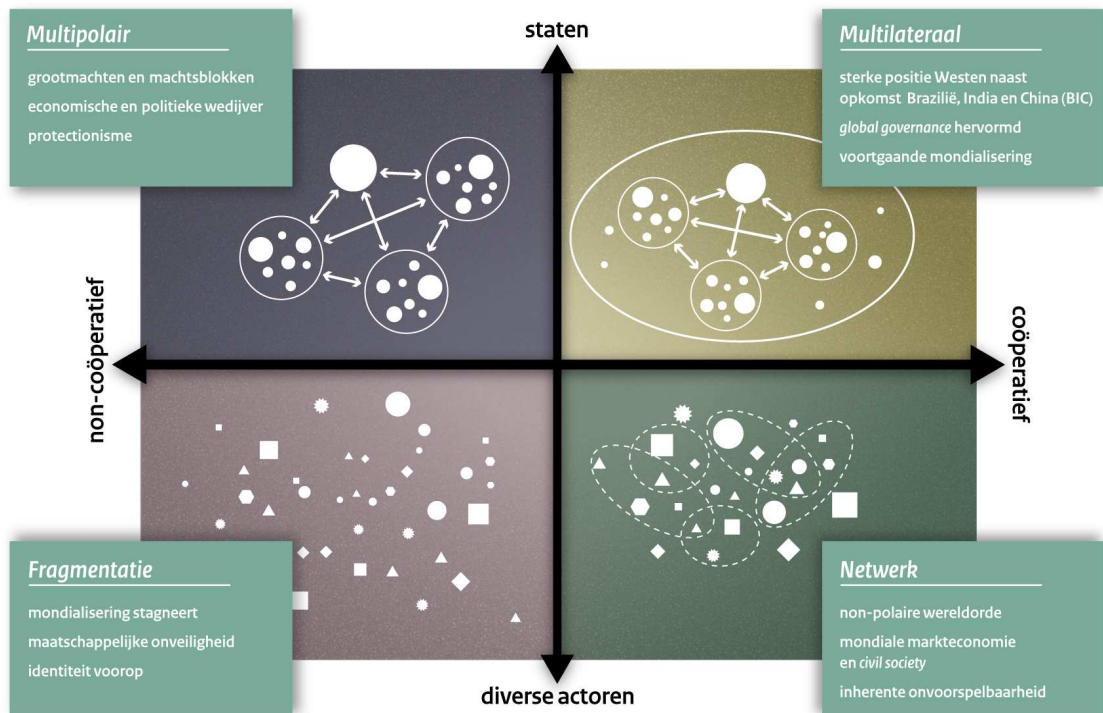 Multipolair
grootmachten en machtsblokken
economische en politieke wedijver
protectionisme
staten
Multilateraal
sterke positie Westen naast
opkomst Brazilië, India en China (BIC)
global governance hervormd
voortgaande mondialisering
non-coöperatief
coöperatief
Fragmentatie
mondialisering stagneert
maatschappelijke onveiligheid
identiteit voorop
diverse actoren
Netwerk
non-polaire wereldorde
mondiale markteconomie
en civil society
inherente onvoorspelbaarheid